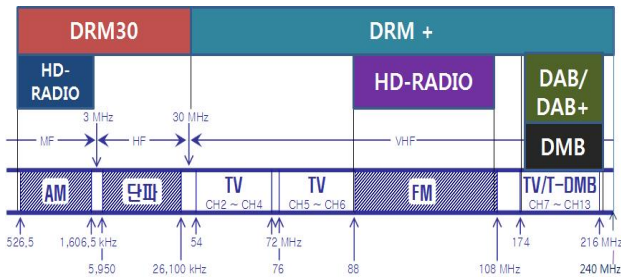 DRM30
DRM +
HD-
RADIO
HD-RADIO
DAB/
DAB+
DMB
3 MHz
30 MHz
MF
HF
VHF
AM
단파
TV
CH2 ~ CH4
TV
CH5 ~ CH6
FM
TV/T-DMB
CH7 ~ CH13
526,5
1,606,5 kHz
54
72 MHz
88
108 MHz
174
216 MHz
5,950
26,100 kHz
76
240 MHz